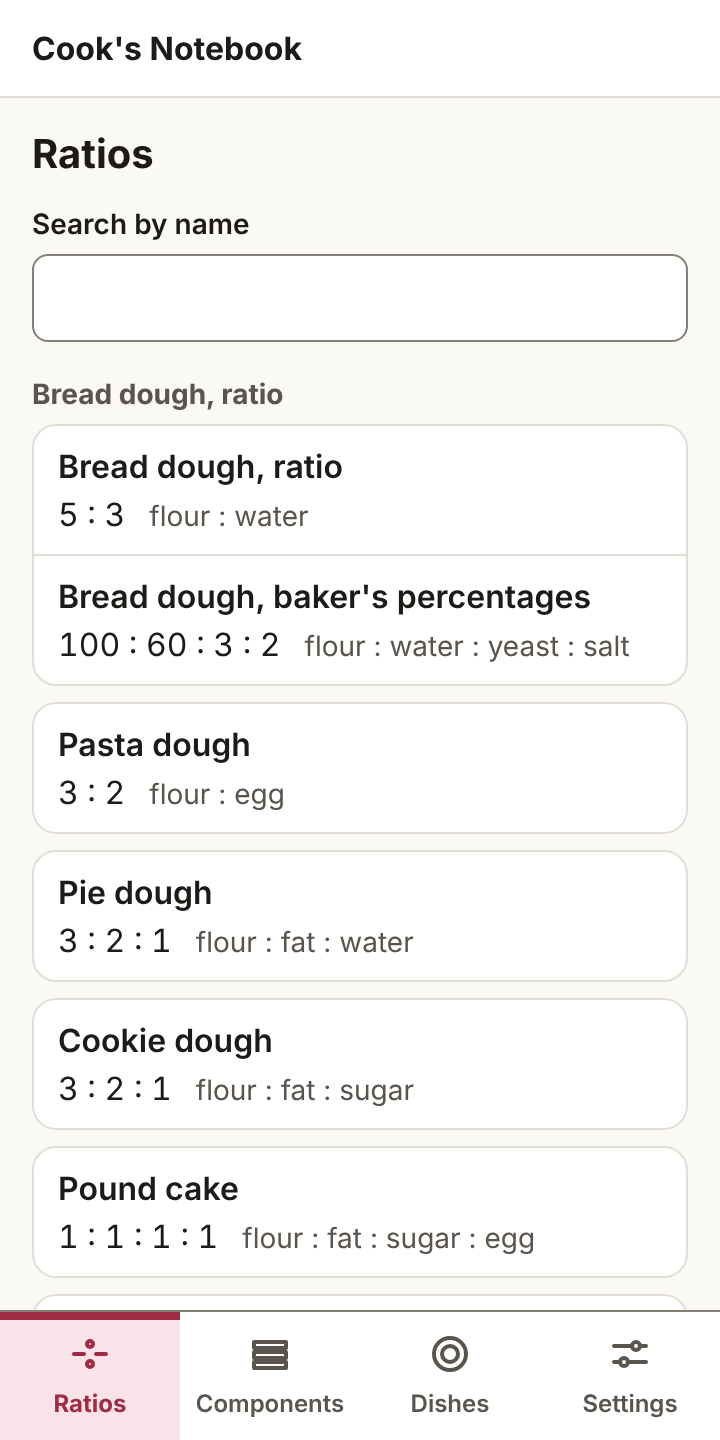 Cook's Notebook
Ratios
Search by name
Bread dough, ratio
Bread dough, ratio
5 : 3 flour : water
Bread dough, baker's percentages
100 : 60 : 3 : 2 flour : water : yeast : salt
Pasta dough
3 : 2 flour : egg
Pie dough
3 : 2 : 1 flour : fat : water
Cookie dough
3 : 2 : 1 flour : fat : sugar
Pound cake
1 : 1 : 1 : 1 flour : fat : sugar : egg
Ratios
Components
Dishes
Settings